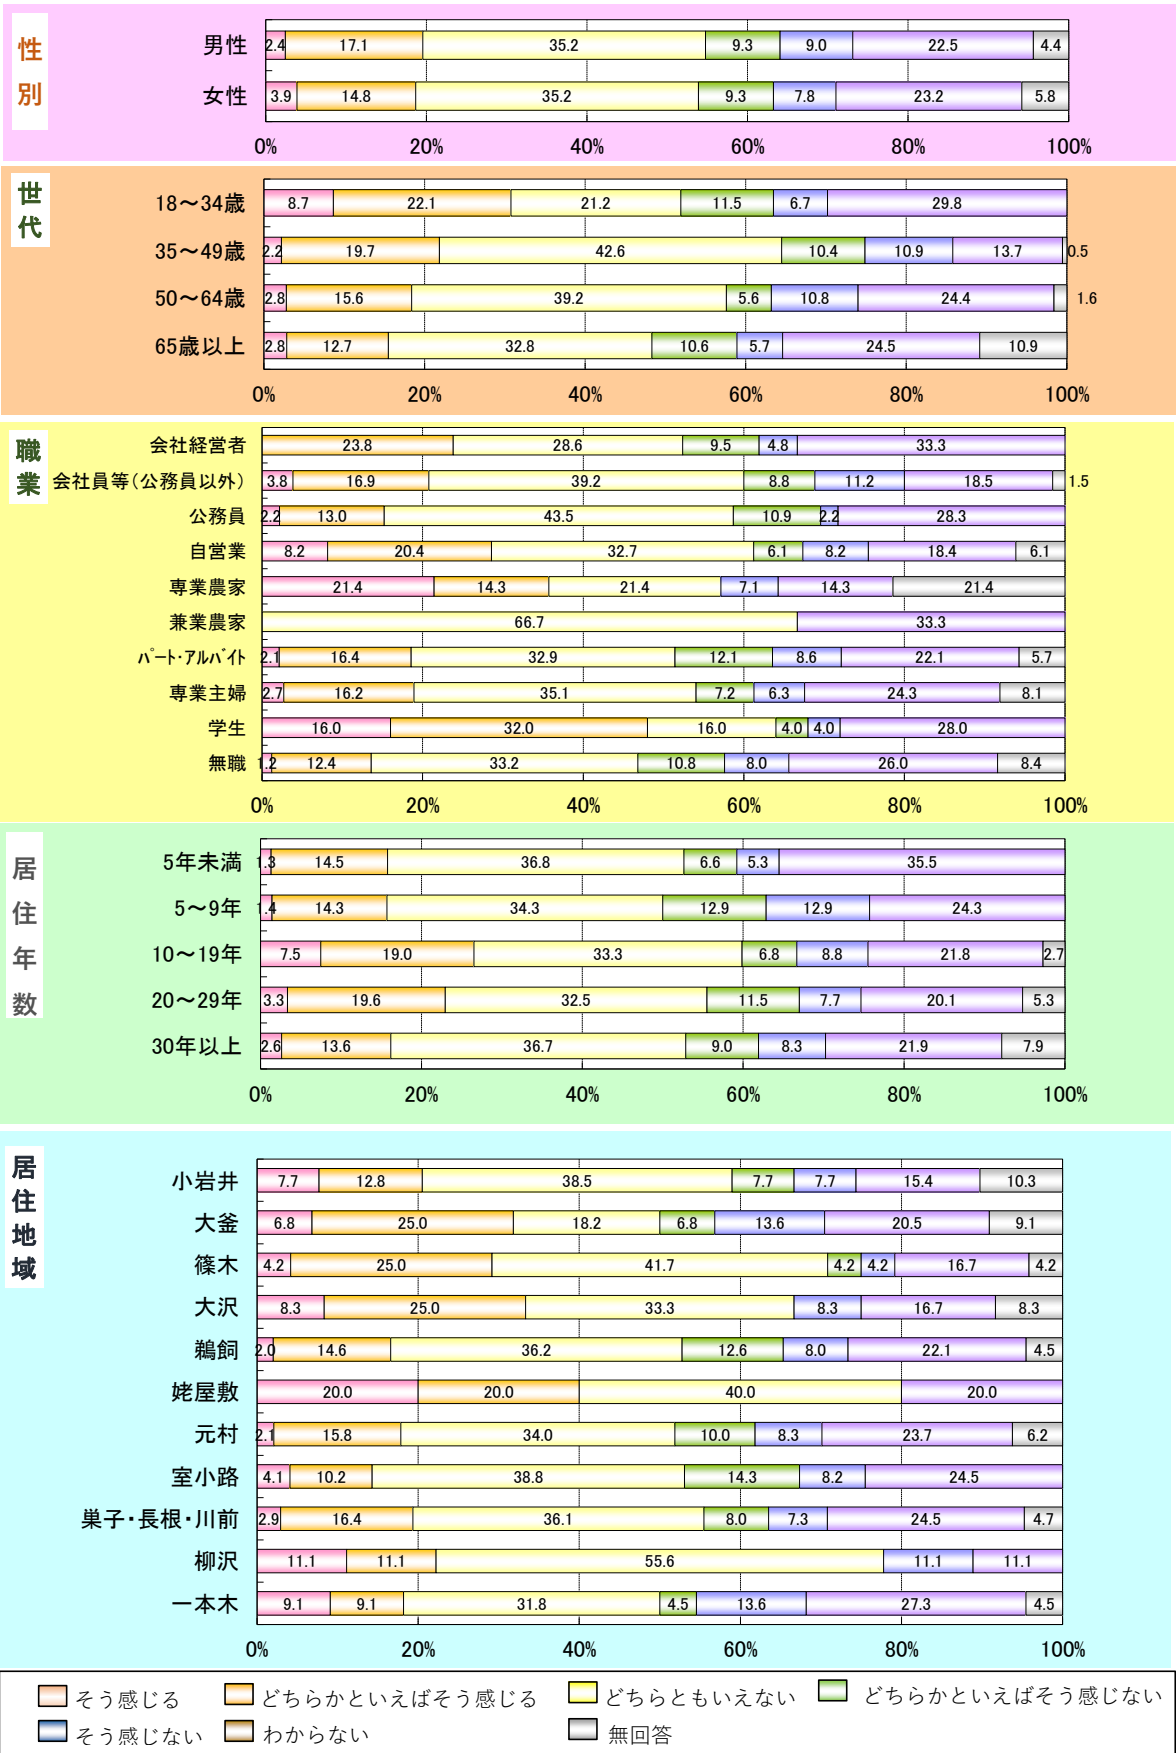 性別
男性 2.4 17.1 35.2 9.3 9.0 22.5 4.4
女性 3.9 14.8 35.2 9.3 7.8 23.2 5.8
0% 20% 40% 60% 80% 100%
世代
18～34歳 8.7 22.1 21.2 11.5 6.7 29.8
35～49歳 2.2 19.7 42.6 10.4 10.9 13.7 0.5
50～64歳 2.8 15.6 39.2 5.6 10.8 24.4 1.6
65歳以上 2.8 12.7 32.8 10.6 5.7 24.5 10.9
0% 20% 40% 60% 80% 100%
職業
会社経営者 23.8 28.6 9.5 4.8 33.3
会社員等(公務員以外) 3.8 16.9 39.2 8.8 11.2 18.5 1.5
公務員 2.2 13.0 43.5 10.9 2.2 28.3
自営業 8.2 20.4 32.7 6.1 8.2 18.4 6.1
専業農家 21.4 14.3 21.4 7.1 14.3 21.4
兼業農家 66.7 33.3
ﾊﾟｰﾄ・ｱﾙﾊﾞｲﾄ 2.1 16.4 32.9 12.1 8.6 22.1 5.7
専業主婦 2.7 16.2 35.1 7.2 6.3 24.3 8.1
学生 16.0 32.0 16.0 4.0 4.0 28.0
無職 1.2 12.4 33.2 10.8 8.0 26.0 8.4
0% 20% 40% 60% 80% 100%
居住年数
5年未満 1.3 14.5 36.8 6.6 5.3 35.5
5～9年 1.4 14.3 34.3 12.9 12.9 24.3
10～19年 7.5 19.0 33.3 6.8 8.8 21.8 2.7
20～29年 3.3 19.6 32.5 11.5 7.7 20.1 5.3
30年以上 2.6 13.6 36.7 9.0 8.3 21.9 7.9
0% 20% 40% 60% 80% 100%
居住地域
小岩井 7.7 12.8 38.5 7.7 7.7 15.4 10.3
大釜 6.8 25.0 18.2 6.8 13.6 20.5 9.1
篠木 4.2 25.0 41.7 4.2 4.2 16.7 4.2
大沢 8.3 25.0 33.3 8.3 16.7 8.3
鵜飼 2.0 14.6 36.2 12.6 8.0 22.1 4.5
姥屋敷 20.0 20.0 40.0 20.0
元村 2.1 15.8 34.0 10.0 8.3 23.7 6.2
室小路 4.1 10.2 38.8 14.3 8.2 24.5
巣子・長根・川前 2.9 16.4 36.1 8.0 7.3 24.5 4.7
柳沢 11.1 11.1 55.6 11.1 11.1
一本木 9.1 9.1 31.8 4.5 13.6 27.3 4.5
0% 20% 40% 60% 80% 100%
そう感じる どちらかといえばそう感じる どちらともいえない どちらかといえばそう感じない
そう感じない わからない 無回答